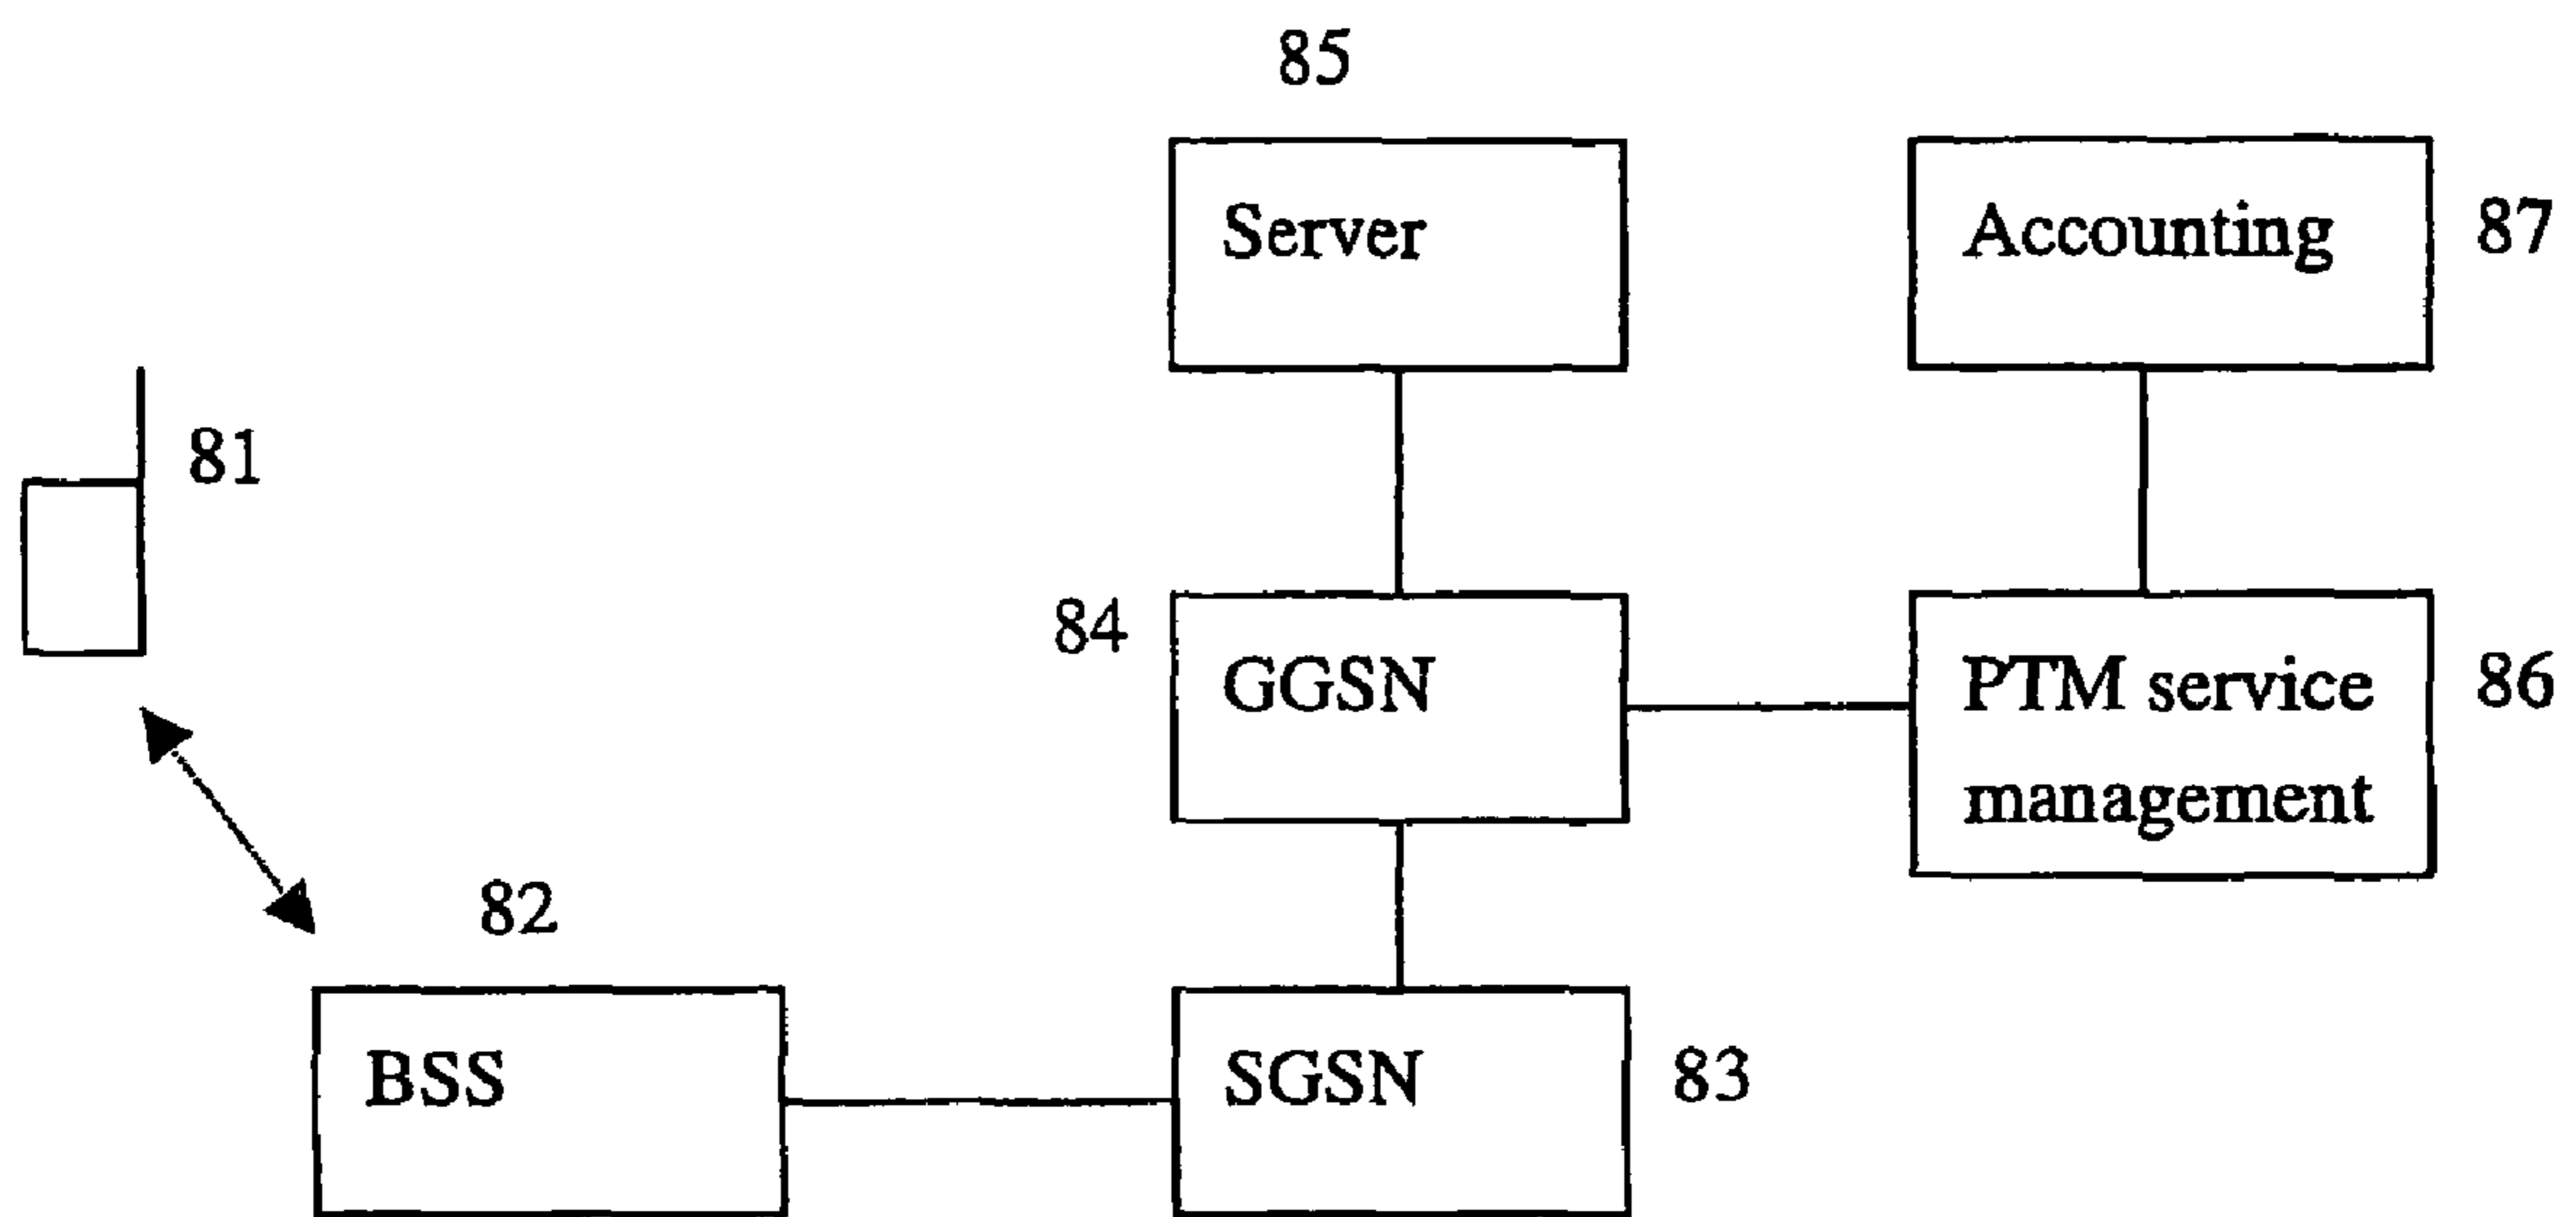 85
Server
Accounting
87
81
84
GGSN
PTM service
management
86
82
BSS
SGSN
83